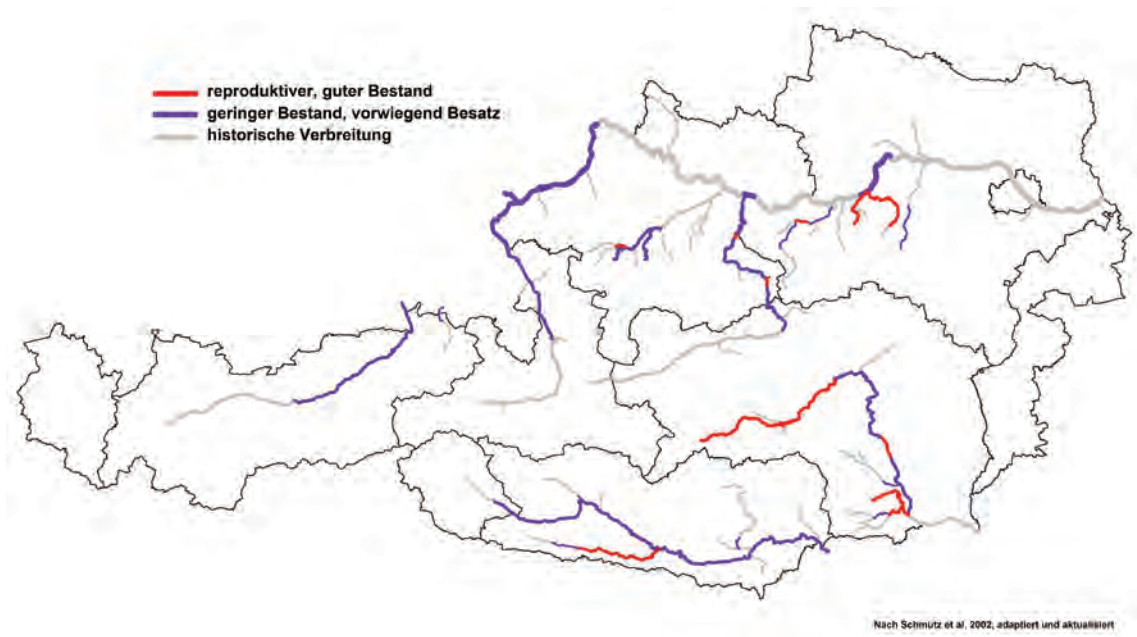 reproduktiver, guter Bestand
geringer Bestand, vorwiegend Besatz
historische Verbreitung
Nach Schmutz et al. 2002, adaptiert und aktualisiert